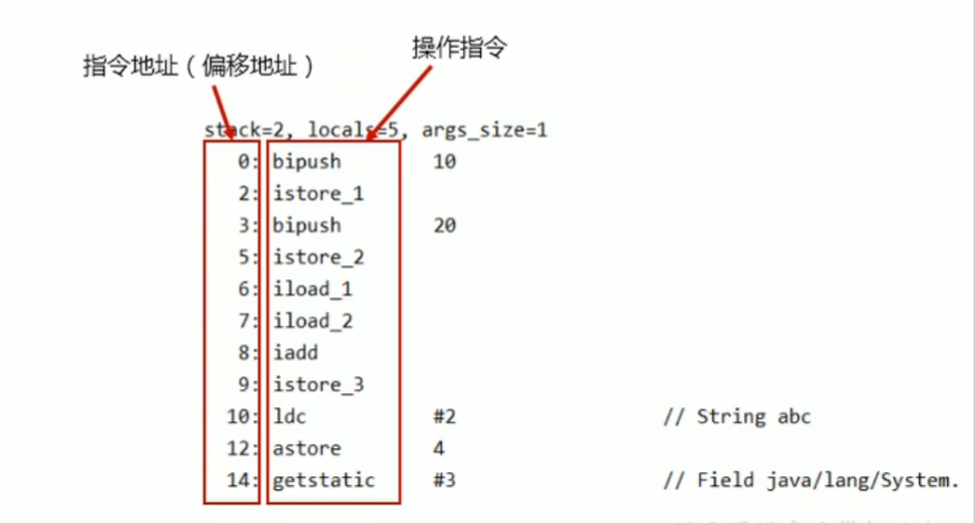 指令地址（偏移地址）
操作指令
stack=2, locals=5, args_size=1
0: bipush 10
2: istore_1
3: bipush 20
5: istore_2
6: iload_1
7: iload_2
8: iadd
9: istore_3
10: ldc #2 // String abc
12: astore 4
14: getstatic #3 // Field java/lang/System.